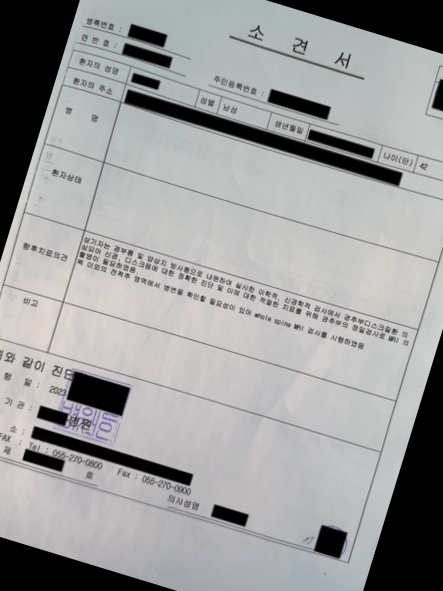 소 견 서
병록번호 :
연 번 호 :
주민등록번호 :
환자의 성명 성별 남성 생년월일 나이(만) 42
환자의 주소
병 명
환자상태
향후치료의견
상기자는 경부통 및 양상지 방사통으로 내원하여 실시한 이학적, 신경학적 검사에서 경추부디스크질환 의
심되어 신경, 디스크등에 대한 정확한 진단 및 이에 대한 적절한 치료를 위해 경추부의 정밀검사로 MRI 의
촬영이 필요하였음.
목 이외의 전척추 영역에서 병변을 확인할 필요성이 있어 whole spine MRI 검사를 시행하였음
비고
와 같이 진단
행 일 : 202
기 관 : 병원
소 :
FAX : Tel : 055-270-0800 Fax : 055-270-0900
제 호
의사성명